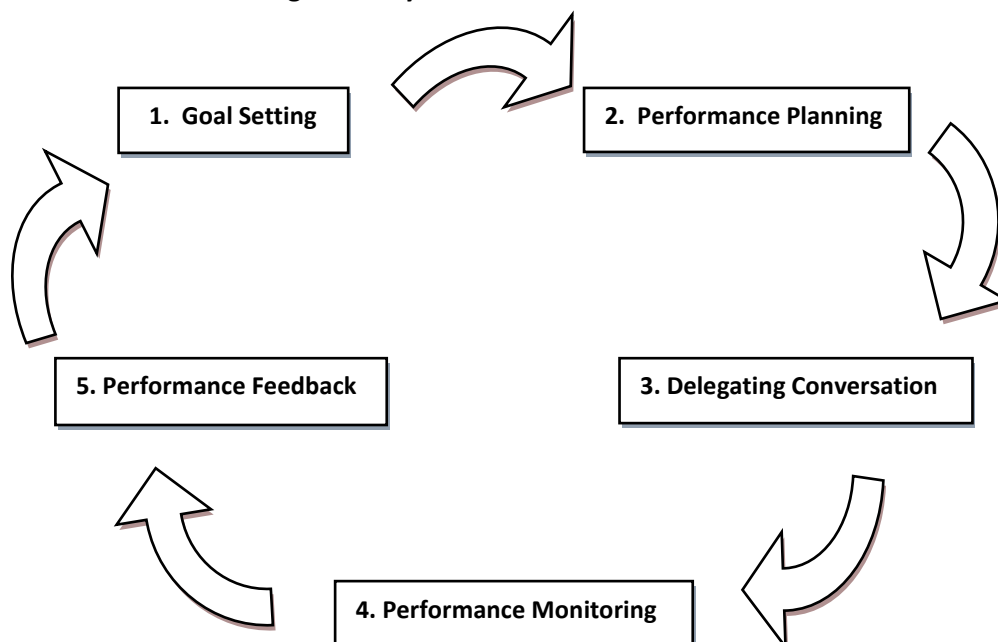 1. Goal Setting
2. Performance Planning
5. Performance Feedback
3. Delegating Conversation
4. Performance Monitoring